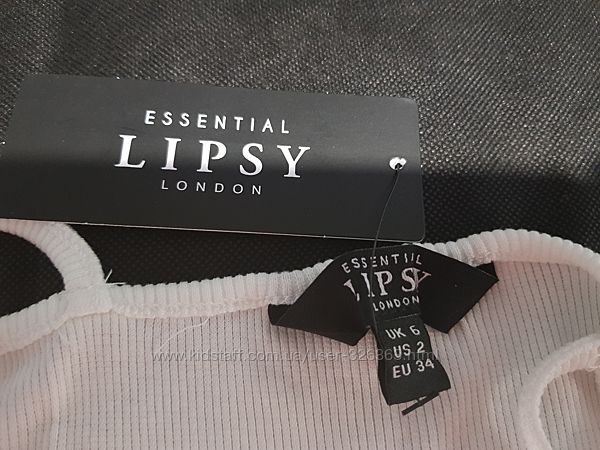 ESSENTIAL
LIPSY
LONDON
ESSENTIAL
LIPSY
LONDON
UK 6
US 2
EU 34